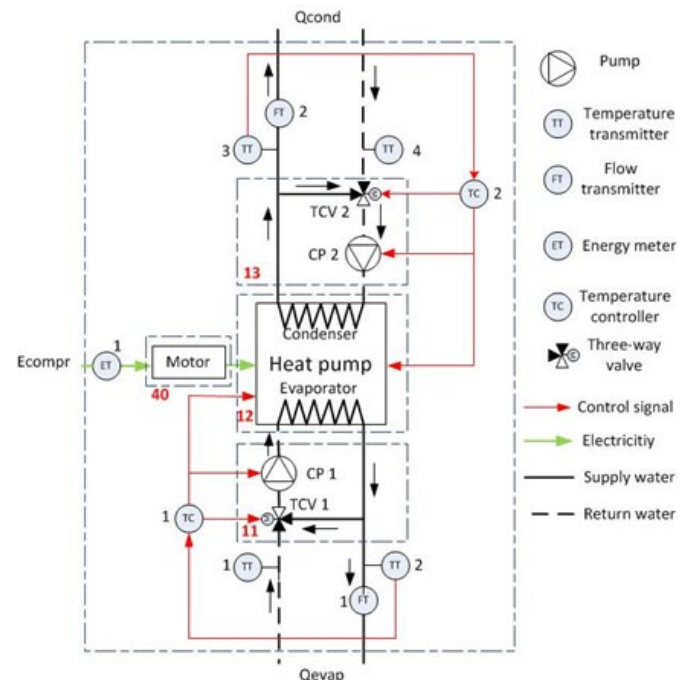 Qcond
FT 2
3 TT
TT 4
TCV 2
TC 2
CP 2
13
Condenser
Heat pump
Evaporator
Ecompr
1
ET
Motor
40
12
CP 1
TCV 1
1 TC
11
1 TT
TT 2
1 FT
Qevap
Pump
TT Temperature
transmitter
FT Flow
transmitter
ET Energy meter
TC Temperature
controller
Three-way
valve
Control signal
Electricitiy
Supply water
Return water